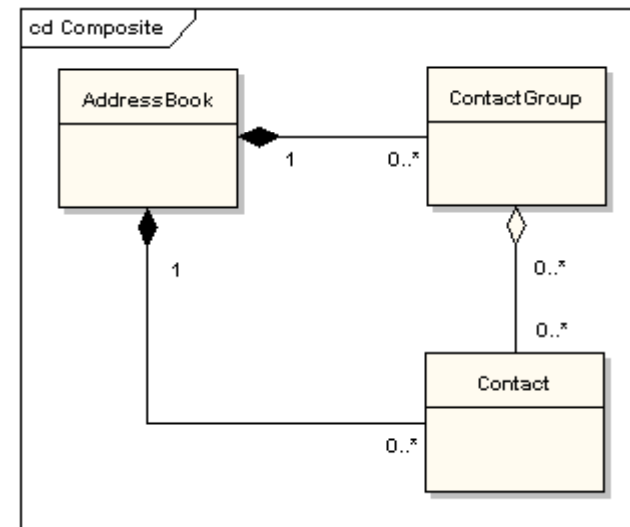 cd Composite
AddressBook
ContactGroup
1
0..*
1
0..*
0..*
Contact
0..*